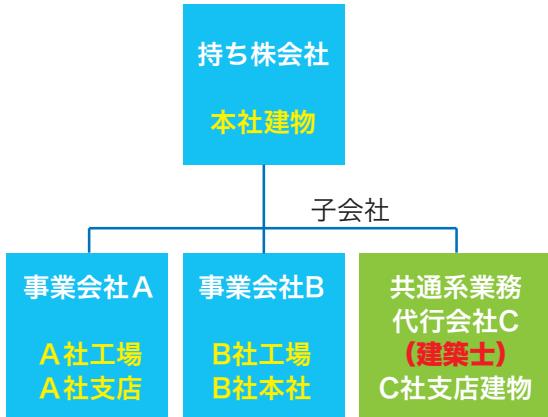 持ち株会社
本社建物
子会社
事業会社A
A社工場
A社支店
事業会社B
B社工場
B社本社
共通系業務
代行会社C
(建築士)
C社支店建物